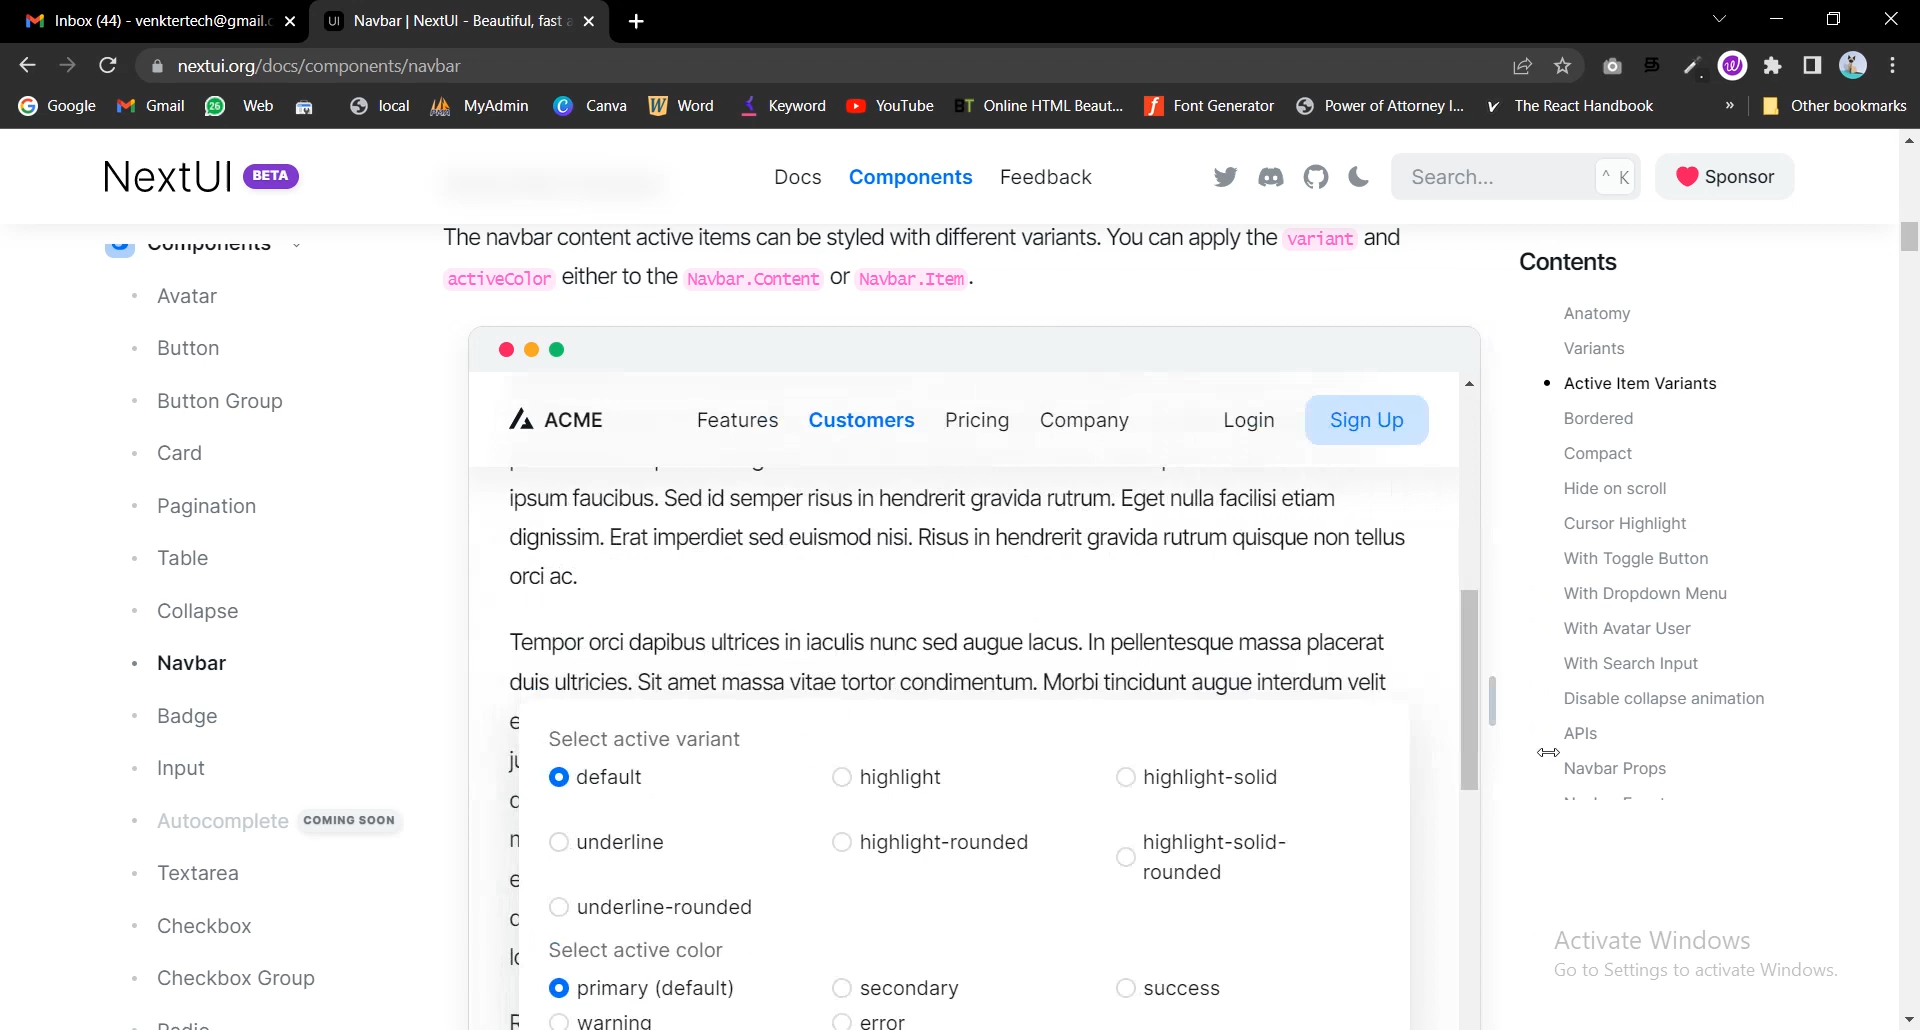 Inbox (44) - venktertech@gmail.c
UI Navbar | NextUI - Beautiful, fast a
nextui.org/docs/components/navbar
Google Gmail 26 Web local MyAdmin Canva Word Keyword YouTube BT Online HTML Beaut... Font Generator Power of Attorney I... The React Handbook » Other bookmarks
NextUI BETA
Docs Components Feedback
Search... ^ K
Sponsor
Components
Avatar
Button
Button Group
Card
Pagination
Table
Collapse
Navbar
Badge
Input
Autocomplete COMING SOON
Textarea
Checkbox
Checkbox Group
Radio
The navbar content active items can be styled with different variants. You can apply the variant and
activeColor either to the Navbar.Content or Navbar.Item.
ACME Features Customers Pricing Company Login Sign Up
ipsum faucibus. Sed id semper risus in hendrerit gravida rutrum. Eget nulla facilisi etiam
dignissim. Erat imperdiet sed euismod nisi. Risus in hendrerit gravida rutrum quisque non tellus
orci ac.
Tempor orci dapibus ultrices in iaculis nunc sed augue lacus. In pellentesque massa placerat
duis ultricies. Sit amet massa vitae tortor condimentum. Morbi tincidunt augue interdum velit
Select active variant
default highlight highlight-solid
underline highlight-rounded highlight-solid-
rounded
underline-rounded
Select active color
primary (default) secondary success
warning error
Contents
Anatomy
Variants
Active Item Variants
Bordered
Compact
Hide on scroll
Cursor Highlight
With Toggle Button
With Dropdown Menu
With Avatar User
With Search Input
Disable collapse animation
APIs
Navbar Props
Activate Windows
Go to Settings to activate Windows.